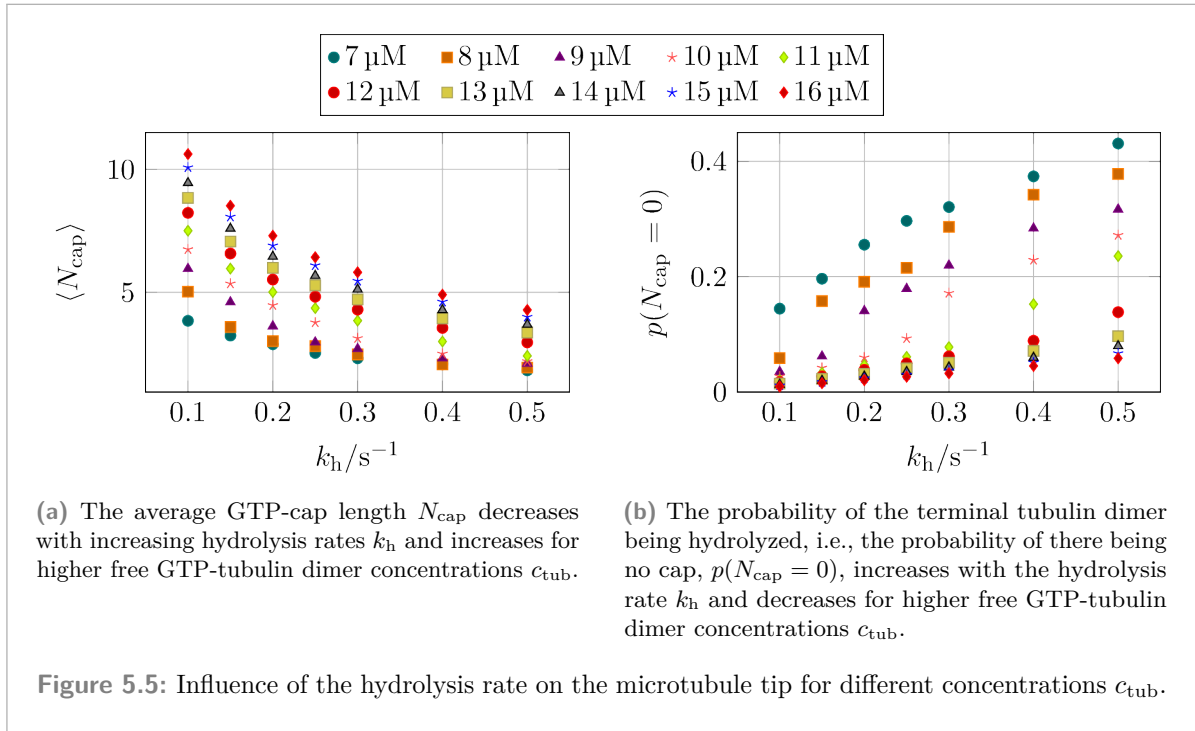 7 µM 8 µM 9 µM 10 µM 11 µM
12 µM 13 µM 14 µM 15 µM 16 µM
⟨N_cap⟩
10
5
0.1 0.2 0.3 0.4 0.5
k_h/s⁻¹
p(N_cap = 0)
0.4
0.2
0
0.1 0.2 0.3 0.4 0.5
k_h/s⁻¹
(a) The average GTP-cap length N_cap decreases
with increasing hydrolysis rates k_h and increases for
higher free GTP-tubulin dimer concentrations c_tub.
(b) The probability of the terminal tubulin dimer
being hydrolyzed, i.e., the probability of there being
no cap, p(N_cap = 0), increases with the hydrolysis
rate k_h and decreases for higher free GTP-tubulin
dimer concentrations c_tub.
Figure 5.5: Influence of the hydrolysis rate on the microtubule tip for different concentrations c_tub.